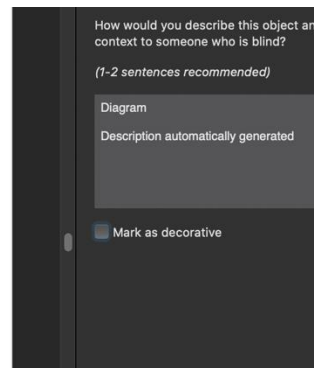 How would you describe this object an
context to someone who is blind?
(1-2 sentences recommended)
Diagram
Description automatically generated
Mark as decorative